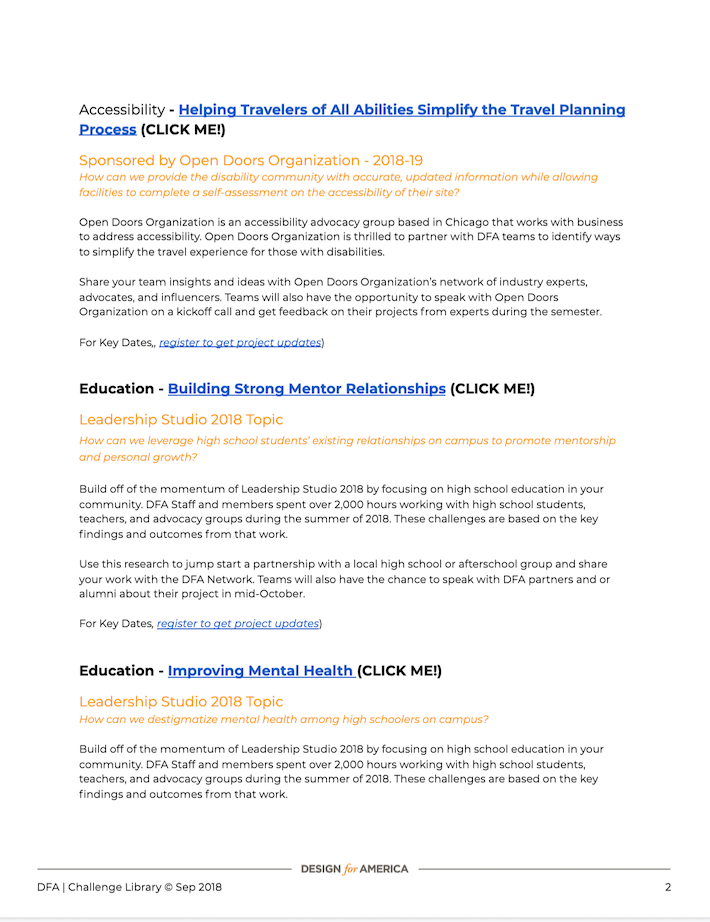 Accessibility - Helping Travelers of All Abilities Simplify the Travel Planning
Process (CLICK ME!)
Sponsored by Open Doors Organization - 2018-19
How can we provide the disability community with accurate, updated information while allowing
facilities to complete a self-assessment on the accessibility of their site?
Open Doors Organization is an accessibility advocacy group based in Chicago that works with business
to address accessibility. Open Doors Organization is thrilled to partner with DFA teams to identify ways
to simplify the travel experience for those with disabilities.
Share your team insights and ideas with Open Doors Organization's network of industry experts,
advocates, and influencers. Teams will also have the opportunity to speak with Open Doors
Organization on a kickoff call and get feedback on their projects from experts during the semester.
For Key Dates,, register to get project updates)
Education - Building Strong Mentor Relationships (CLICK ME!)
Leadership Studio 2018 Topic
How can we leverage high school students' existing relationships on campus to promote mentorship
and personal growth?
Build off of the momentum of Leadership Studio 2018 by focusing on high school education in your
community. DFA Staff and members spent over 2,000 hours working with high school students,
teachers, and advocacy groups during the summer of 2018. These challenges are based on the key
findings and outcomes from that work.
Use this research to jump start a partnership with a local high school or afterschool group and share
your work with the DFA Network. Teams will also have the chance to speak with DFA partners and or
alumni about their project in mid-October.
For Key Dates, register to get project updates)
Education - Improving Mental Health (CLICK ME!)
Leadership Studio 2018 Topic
How can we destigmatize mental health among high schoolers on campus?
Build off of the momentum of Leadership Studio 2018 by focusing on high school education in your
community. DFA Staff and members spent over 2,000 hours working with high school students,
teachers, and advocacy groups during the summer of 2018. These challenges are based on the key
findings and outcomes from that work.
DESIGN for AMERICA
DFA | Challenge Library © Sep 2018 2